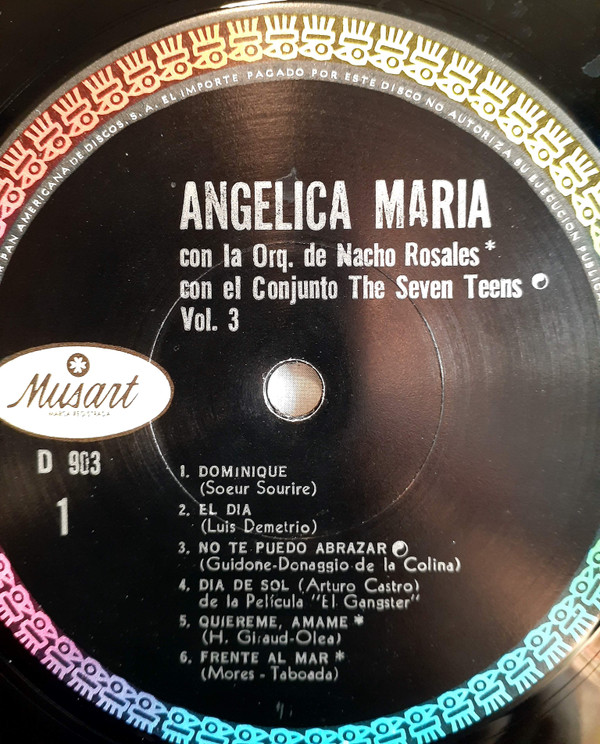 PAN AMERICANA DE DISCOS, S. A. EL IMPORTE PAGADO POR ESTE DISCO NO AUTORIZA SU EJECUCION PUBLICA
ANGELICA MARIA
con la Orq. de Nacho Rosales*
con el Conjunto The Seven Teens
Vol. 3
Musart
MARCA REGISTRADA
D 903
1
1. DOMINIQUE
(Soeur Sourire)
2. EL DIA
(Luis Demetrio)
3. NO TE PUEDO ABRAZAR
(Guidone-Donaggio de la Colina)
4. DIA DE SOL (Arturo Castro)
de la Película "El Gangster"
5. QUIEREME, AMAME *
(H. Giraud-Olea)
6. FRENTE AL MAR *
(Mores - Taboada)